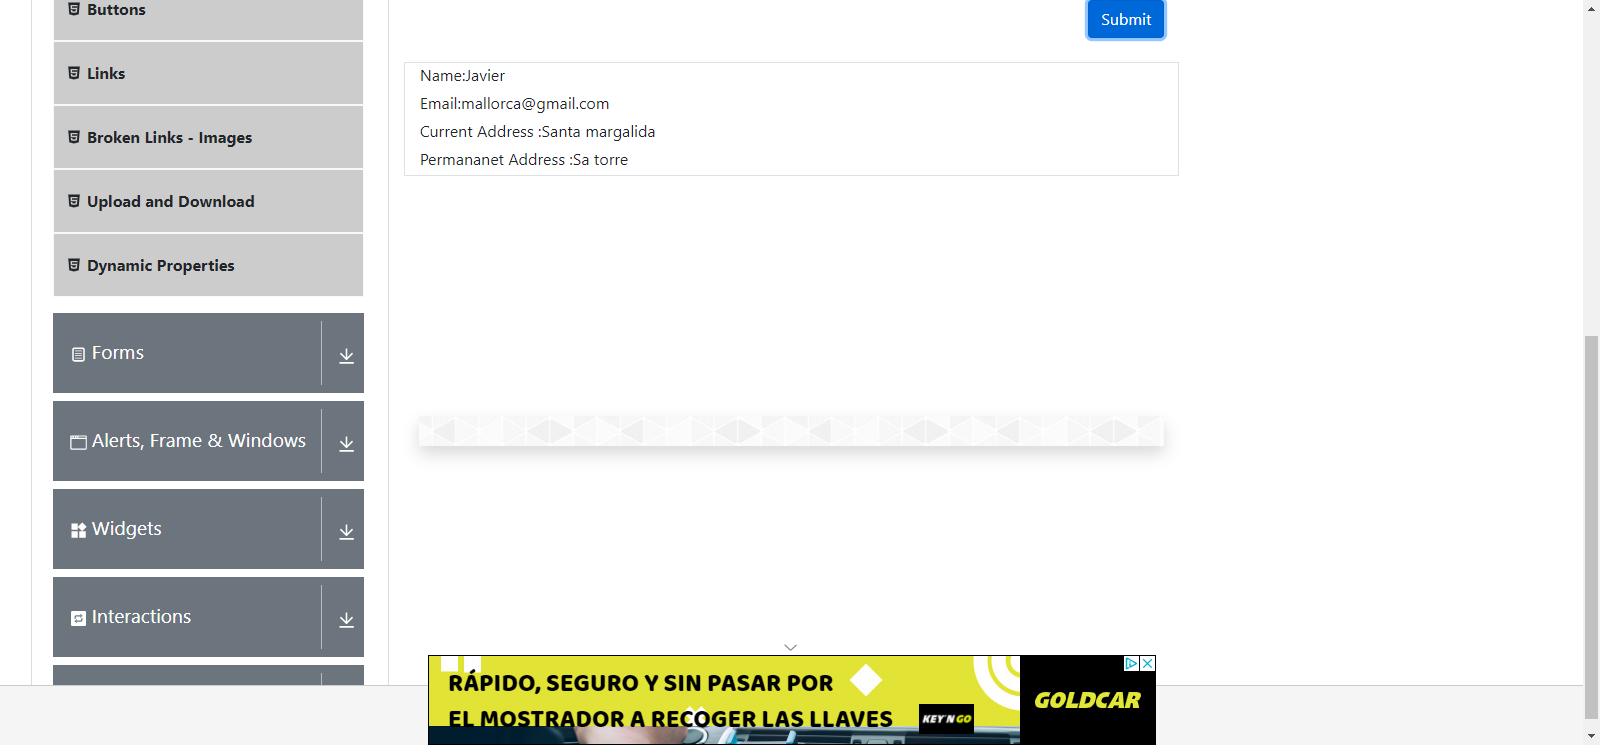 Buttons
Links
Broken Links - Images
Upload and Download
Dynamic Properties
Forms
Alerts, Frame & Windows
Widgets
Interactions
Submit
Name:Javier
Email:mallorca@gmail.com
Current Address :Santa margalida
Permananet Address :Sa torre
RÁPIDO, SEGURO Y SIN PASAR POR
EL MOSTRADOR A RECOGER LAS LLAVES
KEY'N GO
GOLDCAR